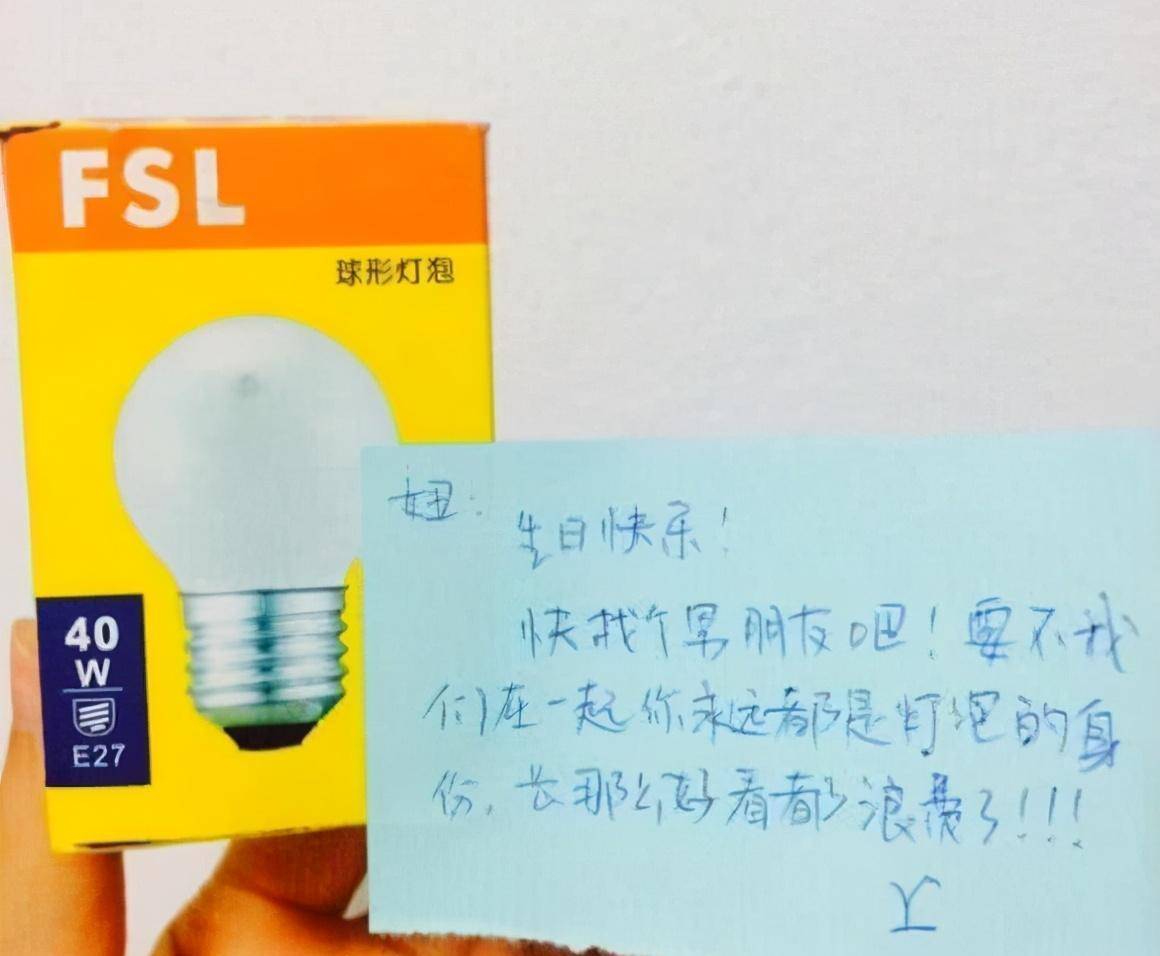 FSL
球形灯泡
40
W
E27
妞:
生日快乐!
快找个男朋友吧!要不我
们在一起你永远都是灯泡的身
份,长那么好看都浪费了!!!